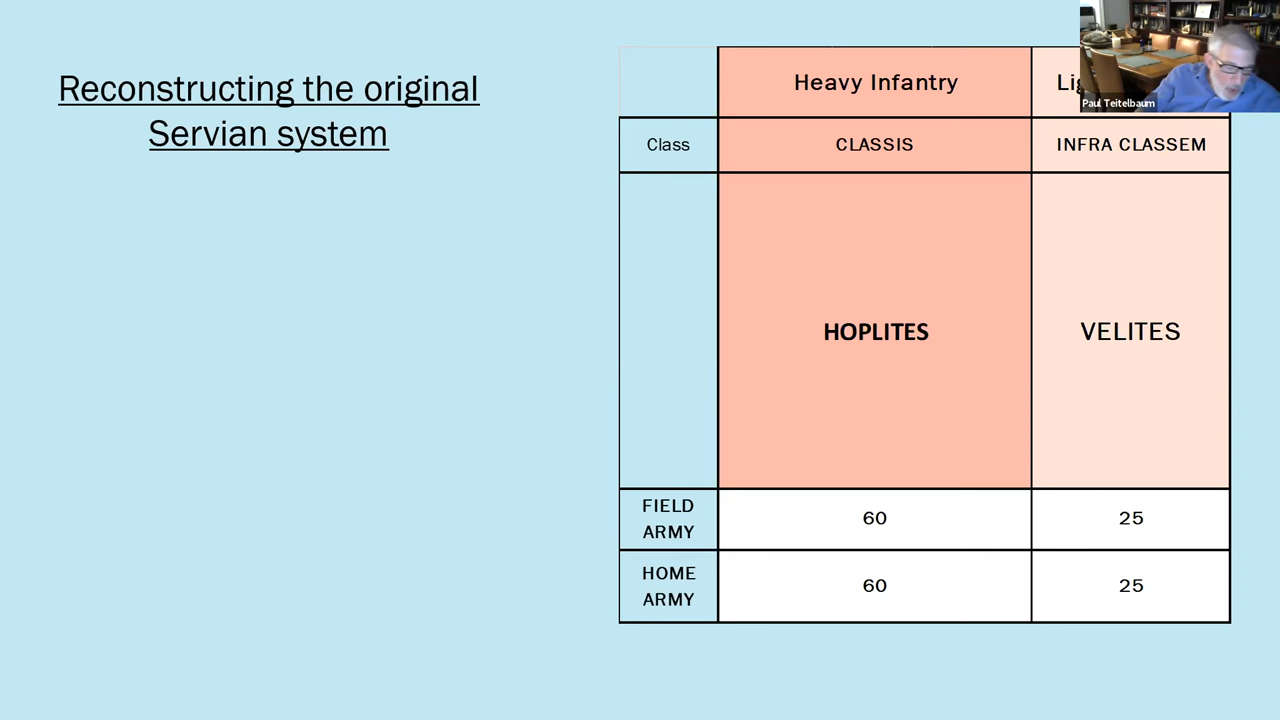 Reconstructing the original
Servian system
Heavy Infantry
Paul Teitelbaum
Class
CLASSIS
INFRA CLASSEM
HOPLITES
VELITES
FIELD
ARMY
60
25
HOME
ARMY
60
25